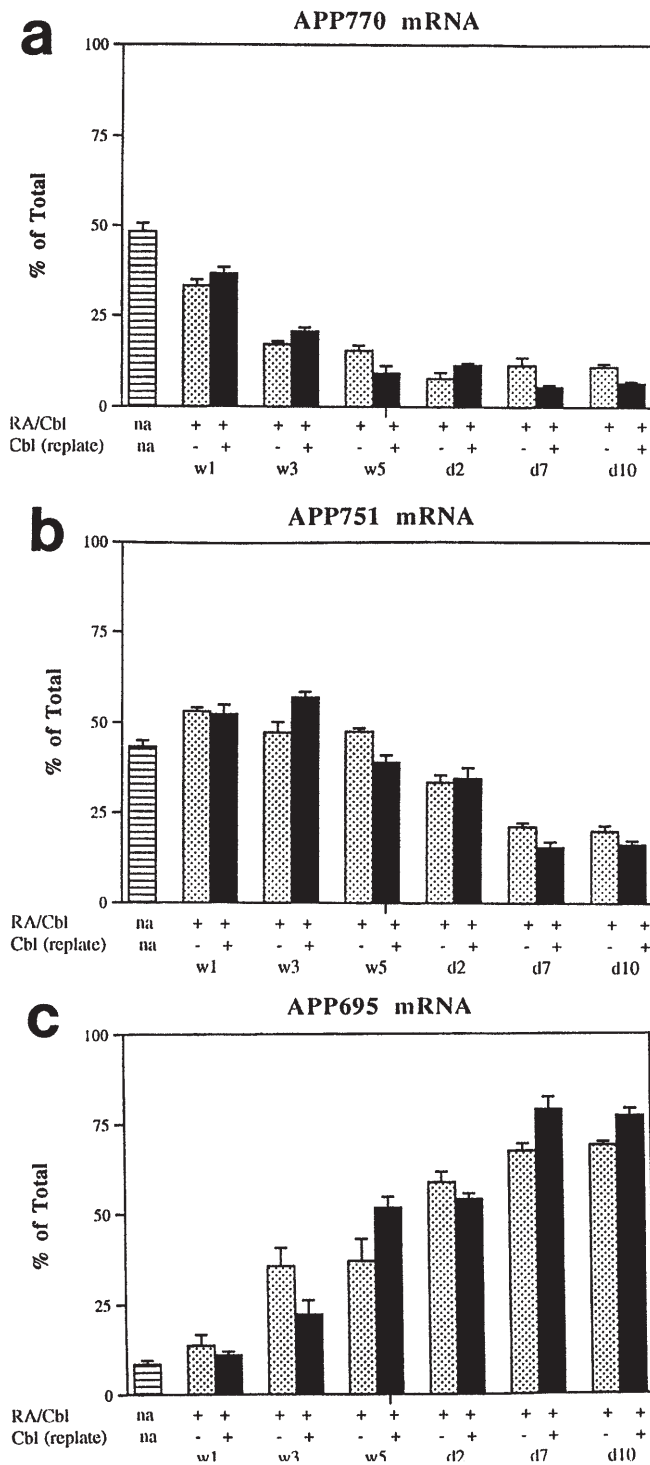 a
APP770 mRNA
100
75
50
25
0
% of Total
RA/Cbl na + + + + + + + + + + + +
Cbl (replate) na - + - + - + - + - + - +
w1 w3 w5 d2 d7 d10
b
APP751 mRNA
100
75
50
25
0
% of Total
RA/Cbl na + + + + + + + + + + + +
Cbl (replate) na - + - + - + - + - + - +
w1 w3 w5 d2 d7 d10
c
APP695 mRNA
100
75
50
25
0
% of Total
RA/Cbl na + + + + + + + + + + + +
Cbl (replate) na - + - + - + - + - + - +
w1 w3 w5 d2 d7 d10